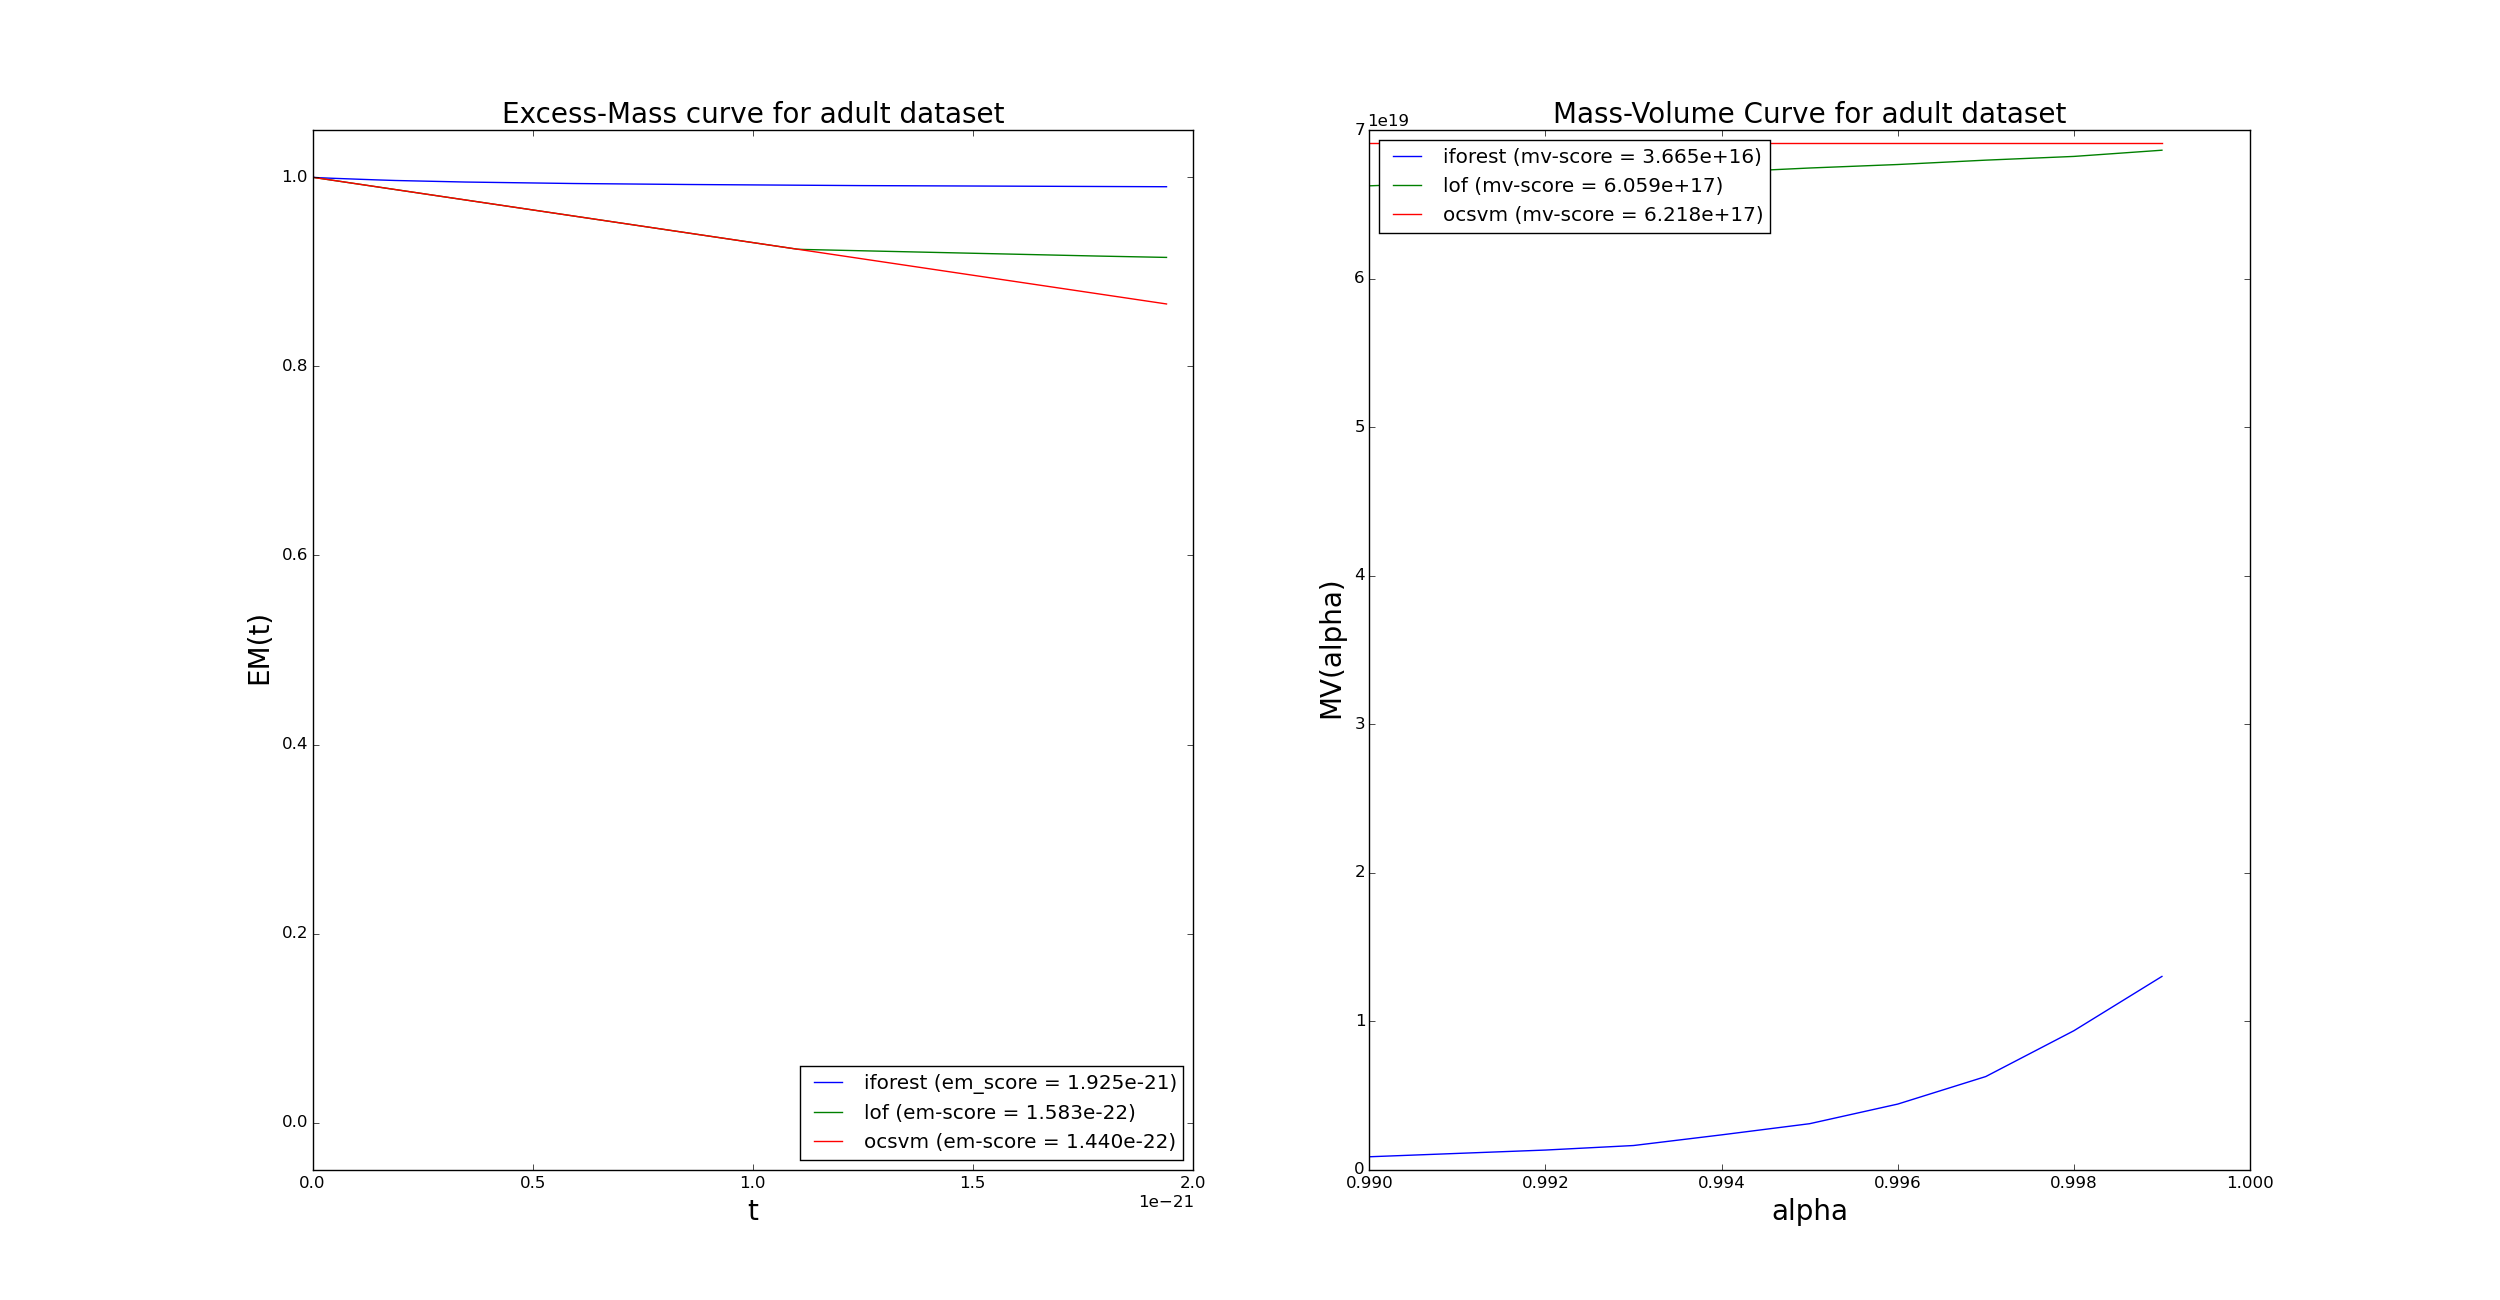 Excess-Mass curve for adult dataset
1.0
0.8
0.6
0.4
0.2
0.0
EM(t)
iforest (em_score = 1.925e-21)
lof (em-score = 1.583e-22)
ocsvm (em-score = 1.440e-22)
0.0 0.5 1.0 1.5 2.0
1e−21
t
Mass-Volume Curve for adult dataset
1e19
7
6
5
4
3
2
1
0
MV(alpha)
iforest (mv-score = 3.665e+16)
lof (mv-score = 6.059e+17)
ocsvm (mv-score = 6.218e+17)
0.990 0.992 0.994 0.996 0.998 1.000
alpha